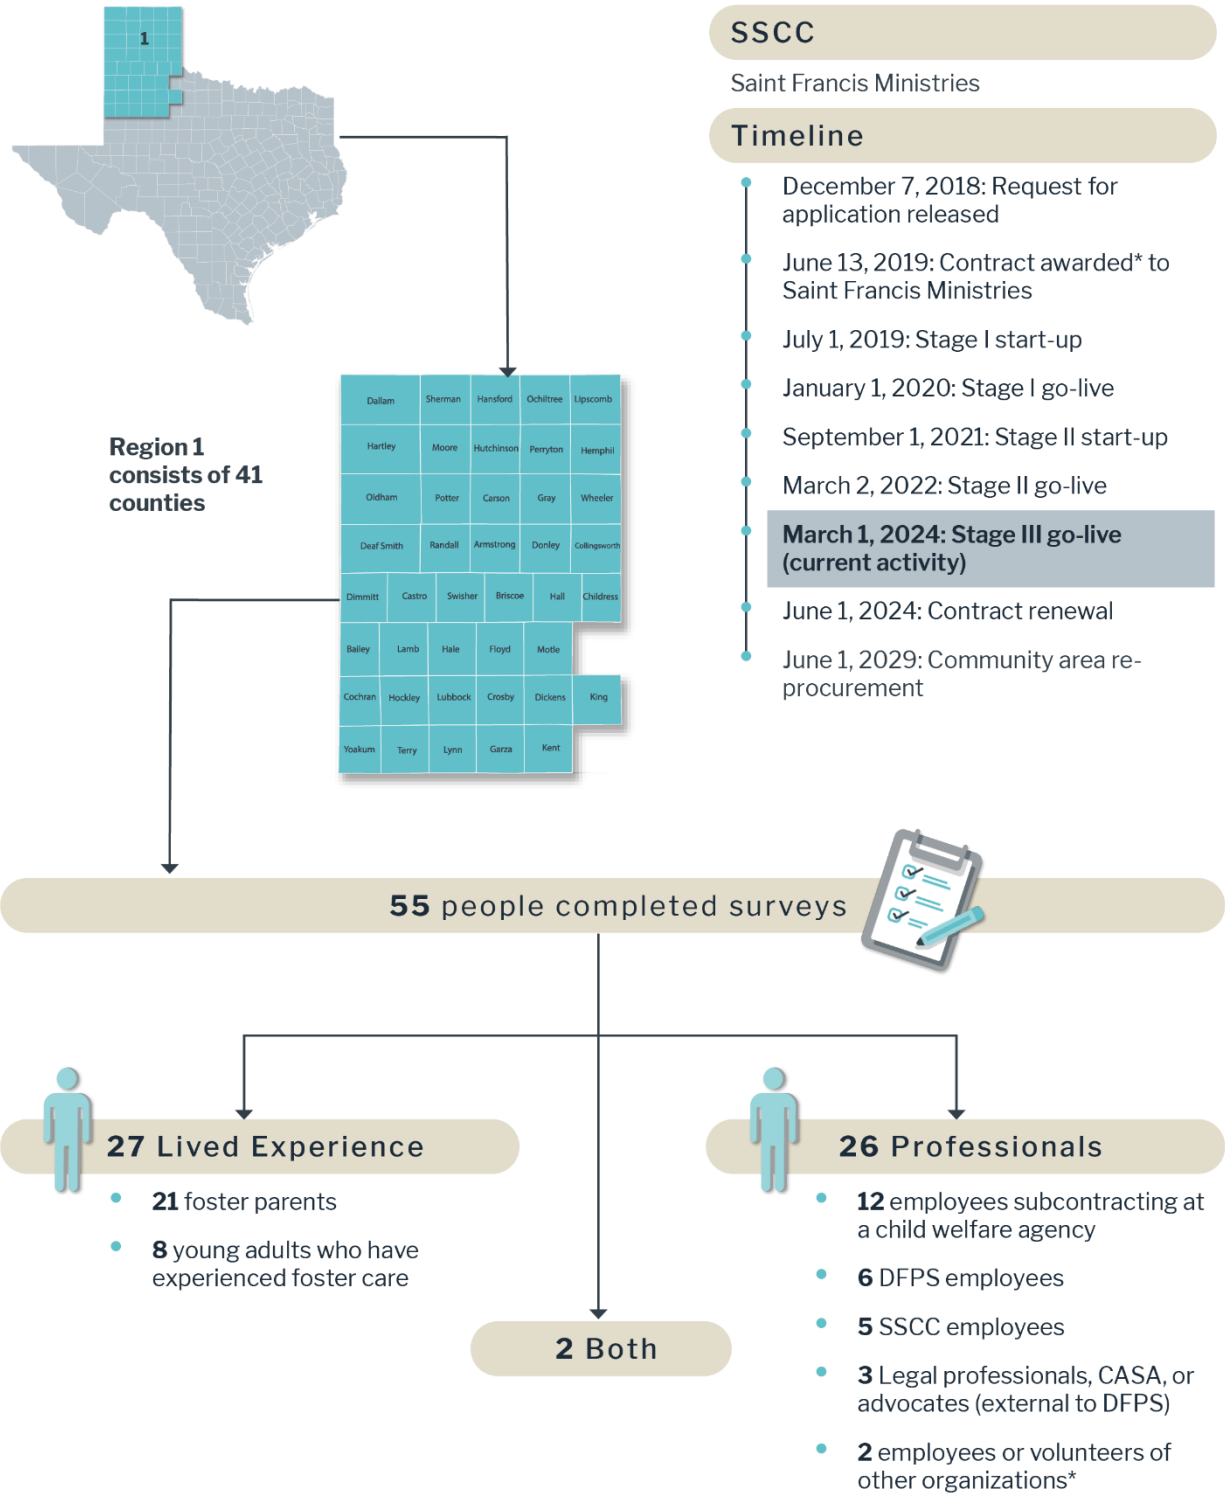 1
SSCC
Saint Francis Ministries
Timeline
December 7, 2018: Request for
application released
June 13, 2019: Contract awarded* to
Saint Francis Ministries
July 1, 2019: Stage I start-up
January 1, 2020: Stage I go-live
September 1, 2021: Stage II start-up
March 2, 2022: Stage II go-live
March 1, 2024: Stage III go-live
(current activity)
June 1, 2024: Contract renewal
June 1, 2029: Community area re-
procurement
Region 1
consists of 41
counties
Dallam Sherman Hansford Ochiltree Lipscomb
Hartley Moore Hutchinson Perryton Hemphil
Oldham Potter Carson Gray Wheeler
Deaf Smith Randall Armstrong Donley Collingsworth
Dimmitt Castro Swisher Briscoe Hall Childress
Bailey Lamb Hale Floyd Motle
Cochran Hockley Lubbock Crosby Dickens King
Yoakum Terry Lynn Garza Kent
55 people completed surveys
27 Lived Experience
21 foster parents
8 young adults who have
experienced foster care
2 Both
26 Professionals
12 employees subcontracting at
a child welfare agency
6 DFPS employees
5 SSCC employees
3 Legal professionals, CASA, or
advocates (external to DFPS)
2 employees or volunteers of
other organizations*